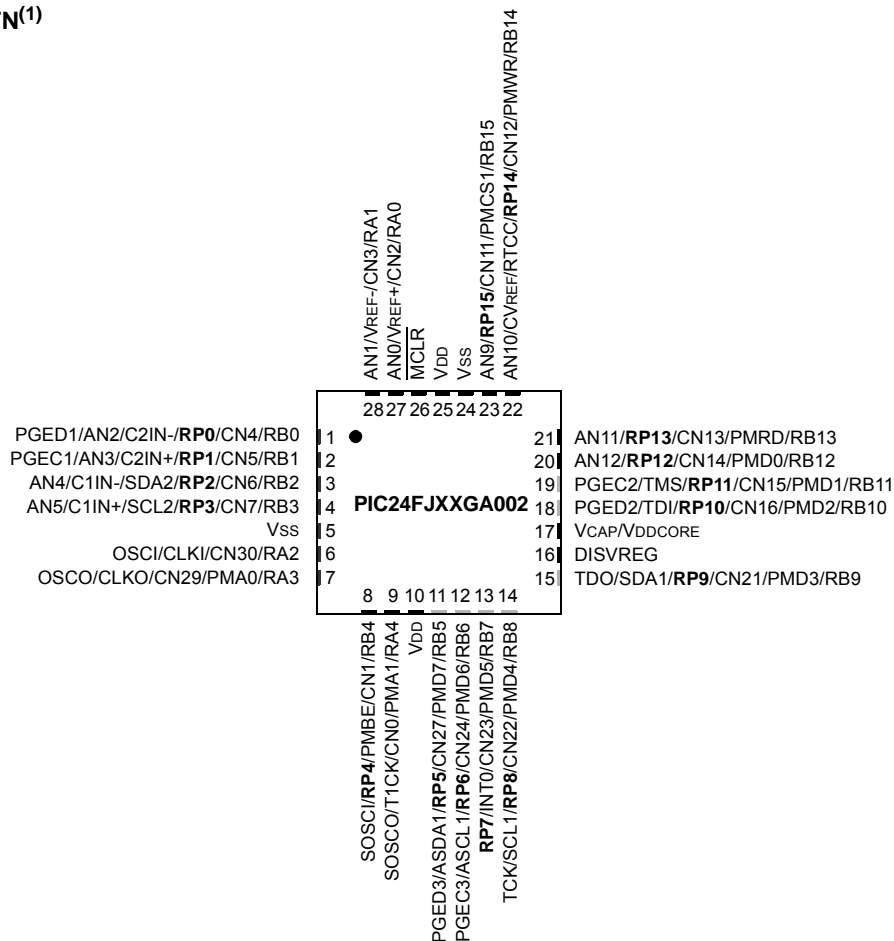 N(1)
AN1/VREF-/CN3/RA1
AN0/VREF+/CN2/RA0
MCLR
VDD
VSS
AN9/RP15/CN11/PMCS1/RB15
AN10/CVREF/RTCC/RP14/CN12/PMWR/RB14
28 27 26 25 24 23 22
PGED1/AN2/C2IN-/RP0/CN4/RB0 1
PGEC1/AN3/C2IN+/RP1/CN5/RB1 2
AN4/C1IN-/SDA2/RP2/CN6/RB2 3
AN5/C1IN+/SCL2/RP3/CN7/RB3 4
VSS 5
OSCI/CLKI/CN30/RA2 6
OSCO/CLKO/CN29/PMA0/RA3 7
PIC24FJXXGA002
21 AN11/RP13/CN13/PMRD/RB13
20 AN12/RP12/CN14/PMD0/RB12
19 PGEC2/TMS/RP11/CN15/PMD1/RB11
18 PGED2/TDI/RP10/CN16/PMD2/RB10
17 VCAP/VDDCORE
16 DISVREG
15 TDO/SDA1/RP9/CN21/PMD3/RB9
8 9 10 11 12 13 14
SOSCI/RP4/PMBE/CN1/RB4
SOSCO/T1CK/CN0/PMA1/RA4
VDD
PGED3/ASDA1/RP5/CN27/PMD7/RB5
PGEC3/ASCL1/RP6/CN24/PMD6/RB6
RP7/INT0/CN23/PMD5/RB7
TCK/SCL1/RP8/CN22/PMD4/RB8